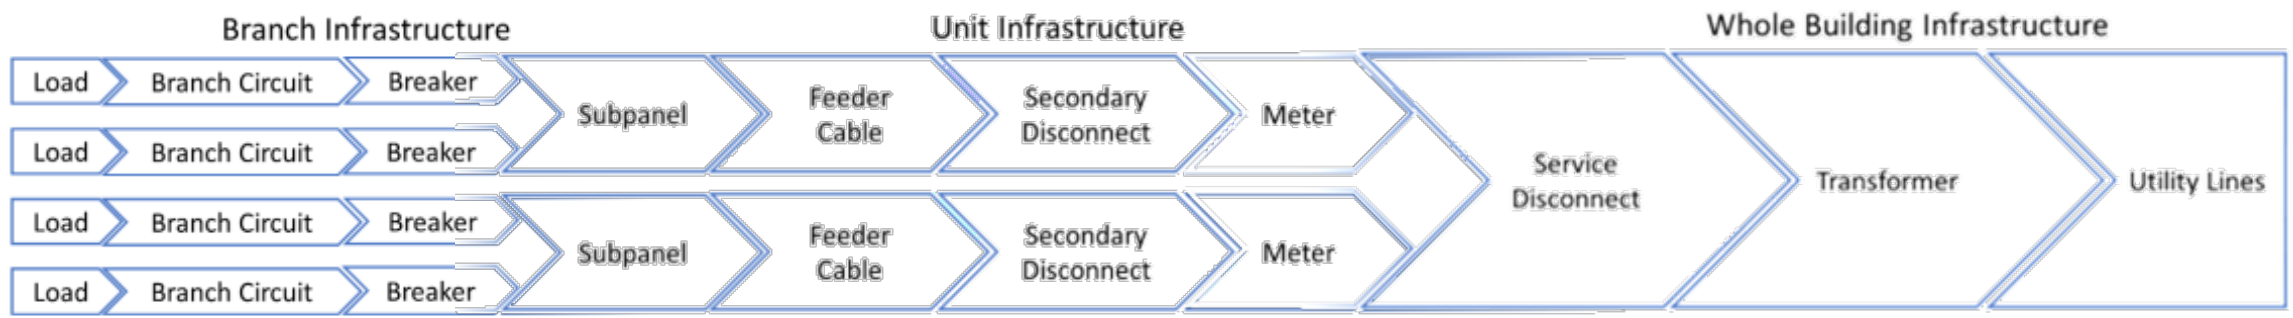 Branch Infrastructure
Unit Infrastructure
Whole Building Infrastructure
Load
Branch Circuit
Breaker
Load
Branch Circuit
Breaker
Subpanel
Feeder
Cable
Secondary
Disconnect
Meter
Load
Branch Circuit
Breaker
Load
Branch Circuit
Breaker
Subpanel
Feeder
Cable
Secondary
Disconnect
Meter
Service
Disconnect
Transformer
Utility Lines